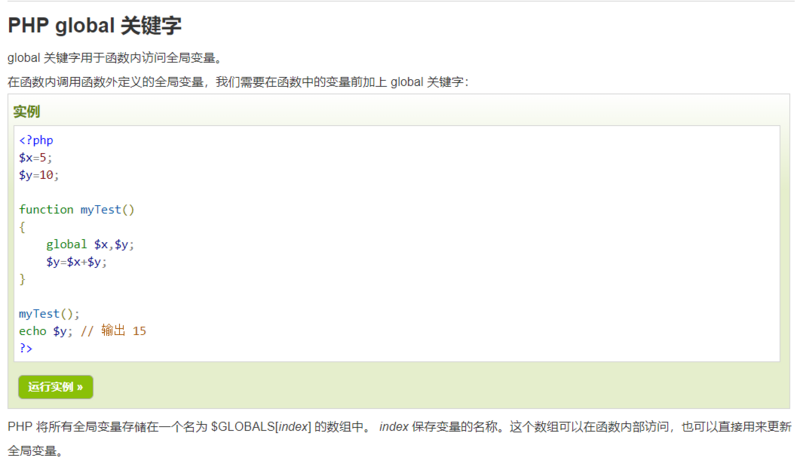 PHP global 关键字
global 关键字用于函数内访问全局变量。
在函数内调用函数外定义的全局变量，我们需要在函数中的变量前加上 global 关键字：
实例
<?php
$x=5;
$y=10;

function myTest()
{
    global $x,$y;
    $y=$x+$y;
}

myTest();
echo $y; // 输出 15
?>
运行实例 »
PHP 将所有全局变量存储在一个名为 $GLOBALS[index] 的数组中。 index 保存变量的名称。这个数组可以在函数内部访问，也可以直接用来更新
全局变量。